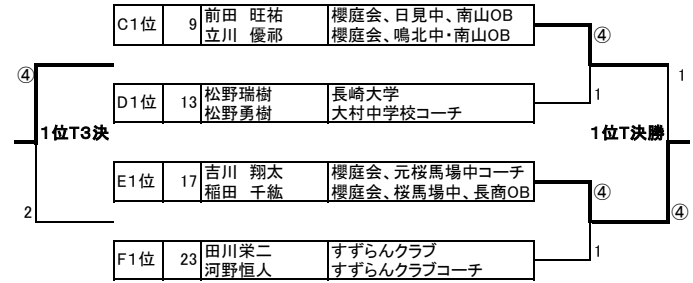 C1位 9 前田 旺祐 櫻庭会、日見中、南山OB
立川 優祁 櫻庭会、鳴北中・南山OB
④
④
1
D1位 13 松野瑞樹 長崎大学
松野勇樹 大村中学校コーチ
1
1位T3決
1位T決勝
E1位 17 吉川 翔太 櫻庭会、元桜馬場中コーチ
稲田 千紘 櫻庭会、桜馬場中、長商OB
④
2
④
F1位 23 田川栄二 すずらんクラブ
河野恒人 すずらんクラブコーチ
1